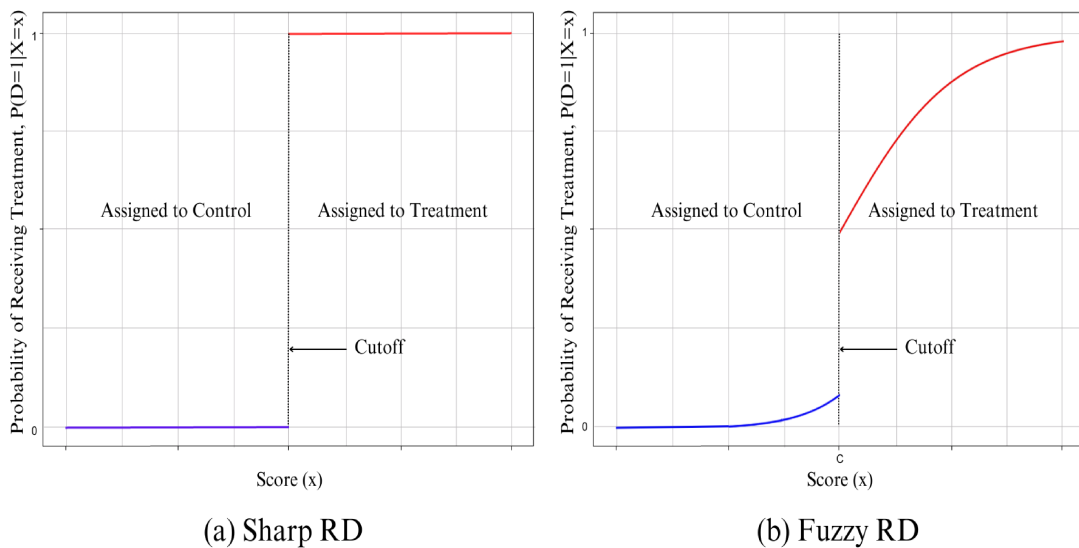 Probability of Receiving Treatment, P(D=1|X=x)
1
0
Assigned to Control
Assigned to Treatment
Cutoff
Score (x)
(a) Sharp RD
Probability of Receiving Treatment, P(D=1|X=x)
1
0
Assigned to Control
Assigned to Treatment
Cutoff
C
Score (x)
(b) Fuzzy RD